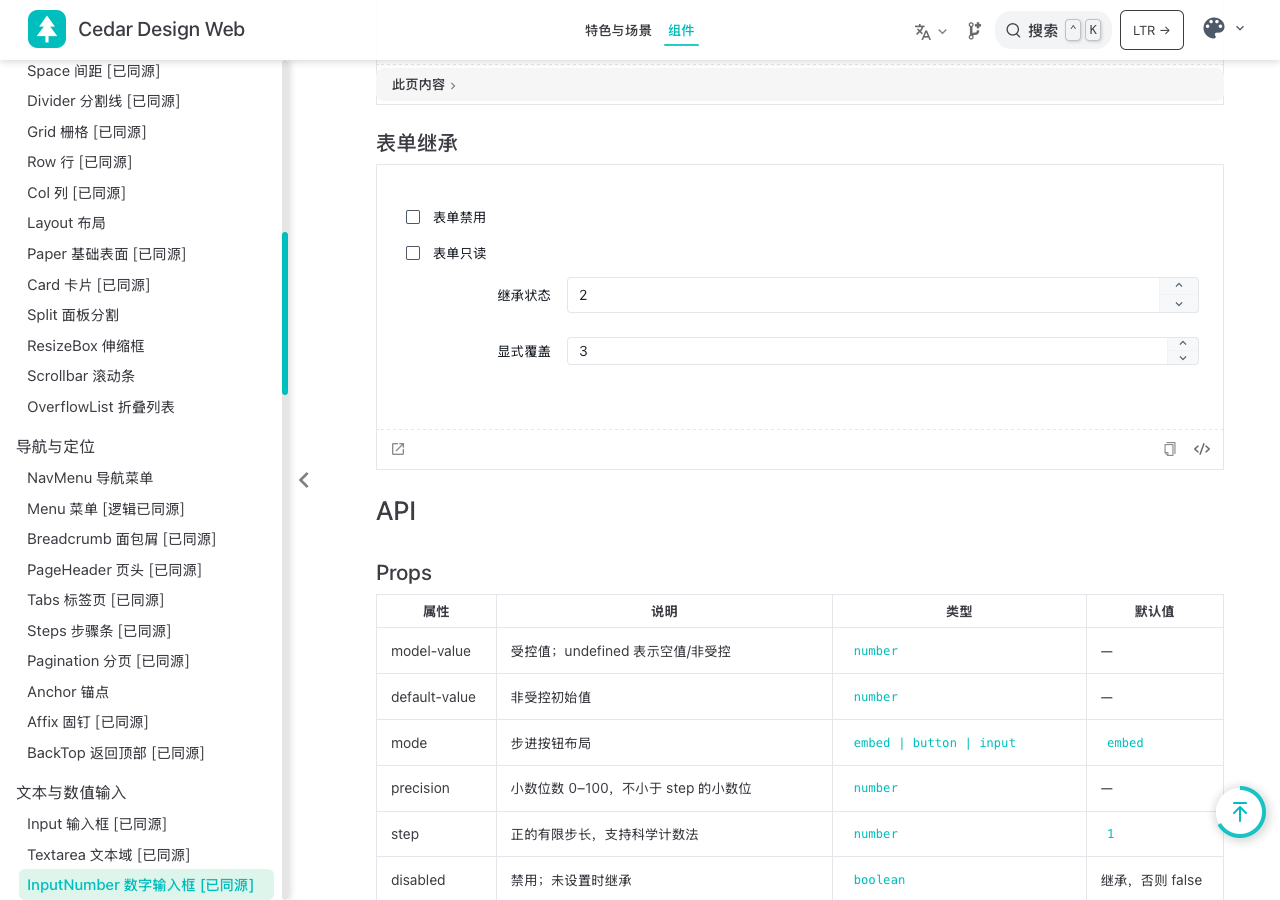 Cedar Design Web
特色与场景 组件
搜索 ^ K
LTR →
Space 间距 [已同源]
Divider 分割线 [已同源]
Grid 栅格 [已同源]
Row 行 [已同源]
Col 列 [已同源]
Layout 布局
Paper 基础表面 [已同源]
Card 卡片 [已同源]
Split 面板分割
ResizeBox 伸缩框
Scrollbar 滚动条
OverflowList 折叠列表
导航与定位
NavMenu 导航菜单
Menu 菜单 [逻辑已同源]
Breadcrumb 面包屑 [已同源]
PageHeader 页头 [已同源]
Tabs 标签页 [已同源]
Steps 步骤条 [已同源]
Pagination 分页 [已同源]
Anchor 锚点
Affix 固钉 [已同源]
BackTop 返回顶部 [已同源]
文本与数值输入
Input 输入框 [已同源]
Textarea 文本域 [已同源]
InputNumber 数字输入框 [已同源]
此页内容
表单继承
表单禁用
表单只读
继承状态 2
显式覆盖 3
API
Props
属性 说明 类型 默认值
model-value 受控值；undefined 表示空值/非受控 number —
default-value 非受控初始值 number —
mode 步进按钮布局 embed | button | input embed
precision 小数位数 0–100，不小于 step 的小数位 number —
step 正的有限步长，支持科学计数法 number 1
disabled 禁用；未设置时继承 boolean 继承，否则 false